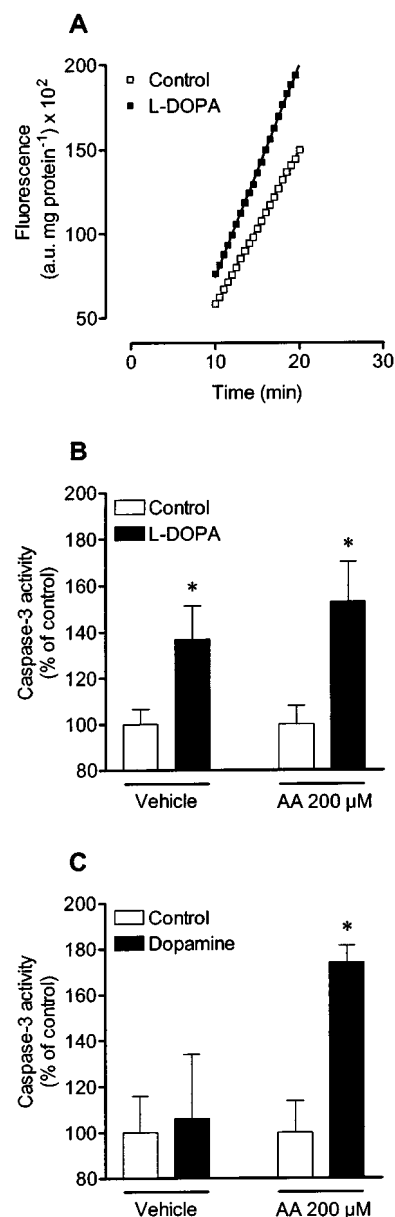 A
Fluorescence
(a.u. mg protein⁻¹) x 10²
200
150
100
50
□ Control
■ L-DOPA
0 10 20 30
Time (min)
B
Caspase-3 activity
(% of control)
200
180
160
140
120
100
80
Control
L-DOPA
* *
Vehicle AA 200 µM
C
Caspase-3 activity
(% of control)
200
180
160
140
120
100
80
Control
Dopamine
*
Vehicle AA 200 µM